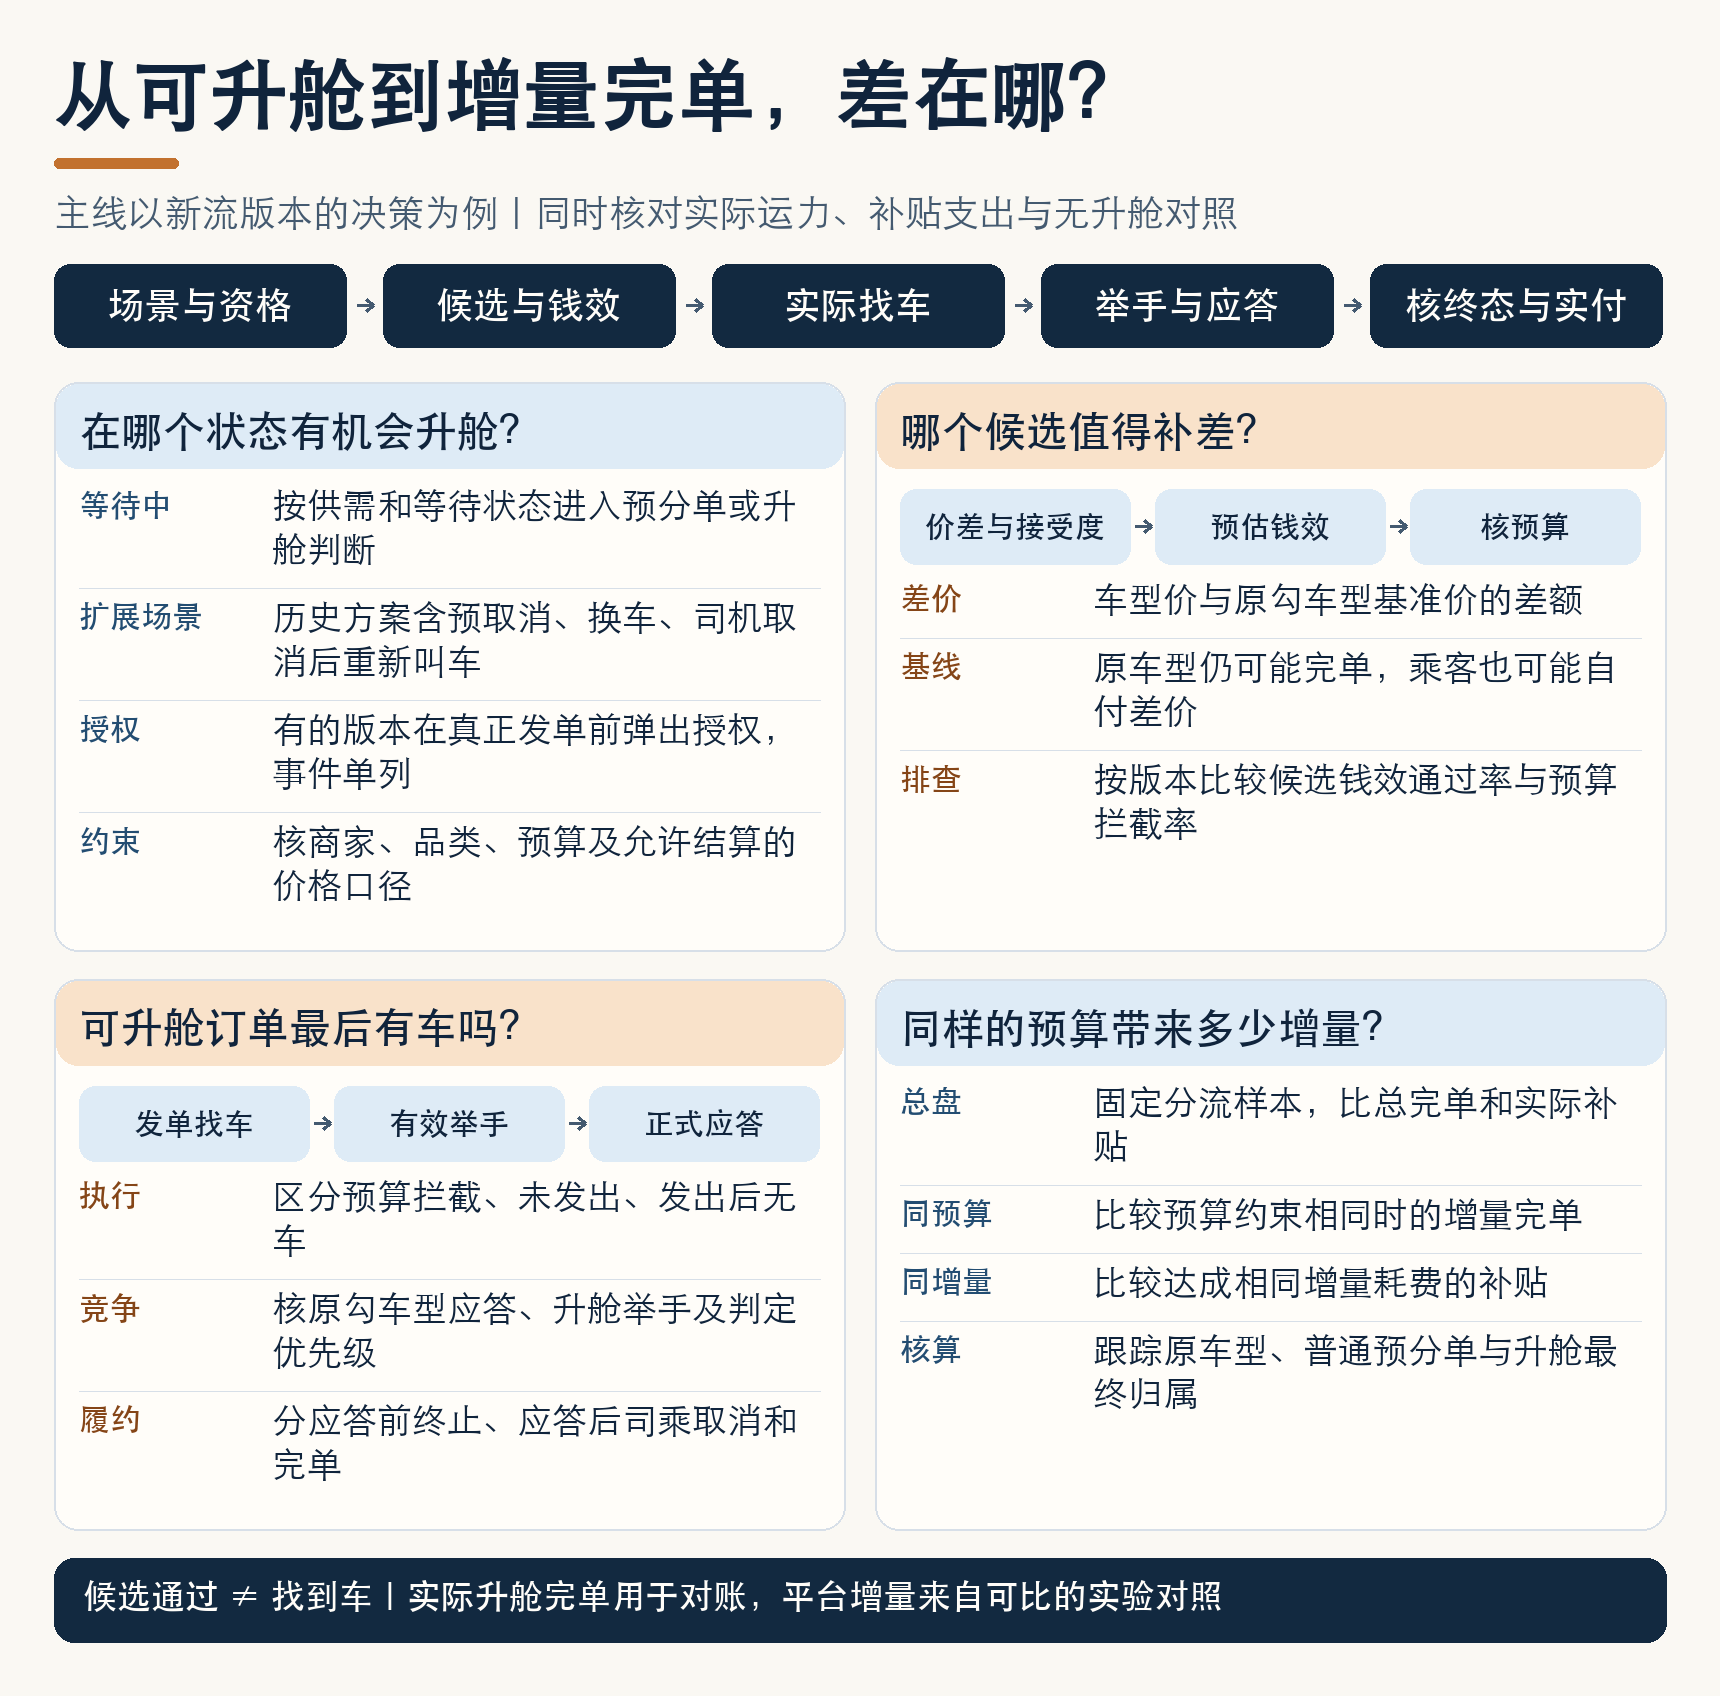 从可升舱到增量完单，差在哪？
主线以新流版本的决策为例丨同时核对实际运力、补贴支出与无升舱对照
场景与资格 → 候选与钱效 → 实际找车 → 举手与应答 → 核终态与实付
在哪个状态有机会升舱？
等待中 按供需和等待状态进入预分单或升
舱判断
扩展场景 历史方案含预取消、换车、司机取
消后重新叫车
授权 有的版本在真正发单前弹出授权，
事件单列
约束 核商家、品类、预算及允许结算的
价格口径
哪个候选值得补差？
价差与接受度 → 预估钱效 → 核预算
差价 车型价与原勾车型基准价的差额
基线 原车型仍可能完单，乘客也可能自
付差价
排查 按版本比较候选钱效通过率与预算
拦截率
可升舱订单最后有车吗？
发单找车 → 有效举手 → 正式应答
执行 区分预算拦截、未发出、发出后无
车
竞争 核原勾车型应答、升舱举手及判定
优先级
履约 分应答前终止、应答后司乘取消和
完单
同样的预算带来多少增量？
总盘 固定分流样本，比总完单和实际补
贴
同预算 比较预算约束相同时的增量完单
同增量 比较达成相同增量耗费的补贴
核算 跟踪原车型、普通预分单与升舱最
终归属
候选通过 ≠ 找到车丨实际升舱完单用于对账，平台增量来自可比的实验对照